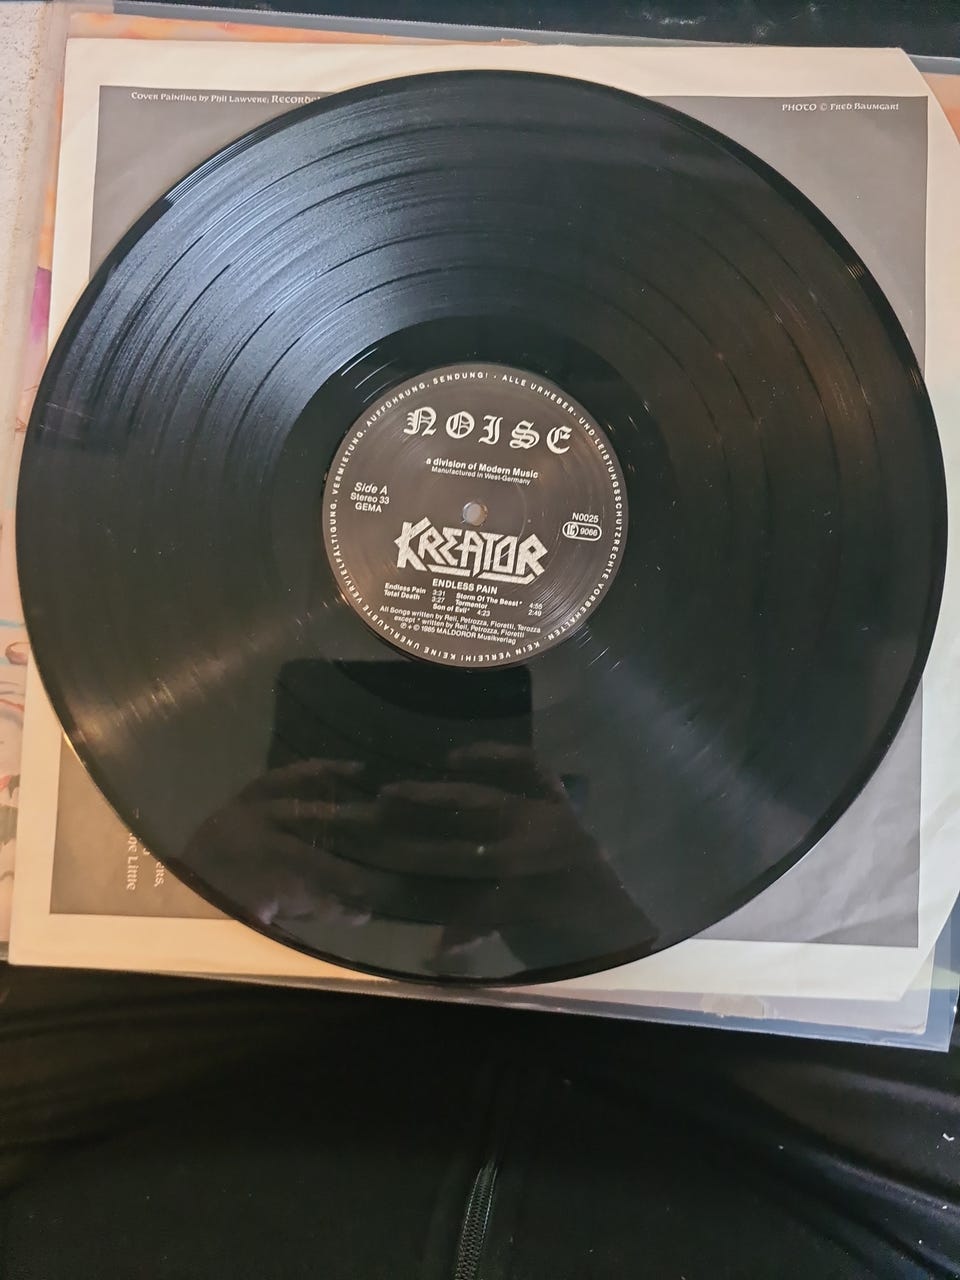 Cover Painting by Phil Lawvere, Recorde
PHOTO © Fred Baumgart
VERMIETUNG, AUFFÜHRUNG, SENDUNG! · ALLE URHEBER- UND LEISTUNGSSCHUTZRECHTE VORBEHALTEN. KEIN VERLEIH! KEINE UNERLAUBTE VERVIELFÄLTIGUNG,
NOISE
a division of Modern Music
Manufactured in West-Germany
Side A
Stereo 33
GEMA
N0025
LC 9066
KREATOR
ENDLESS PAIN
Endless Pain 3:31 Storm Of The Beast* 4:55
Total Death 3:27 Tormentor 2:49
Son of Evil* 4:23
All Songs written by Reil, Petrozza, Fioretti, Terozza
except * written by Reil, Petrozza, Fioretti
℗ + © 1985 MALDOROR Musikverlag
ers,
Little